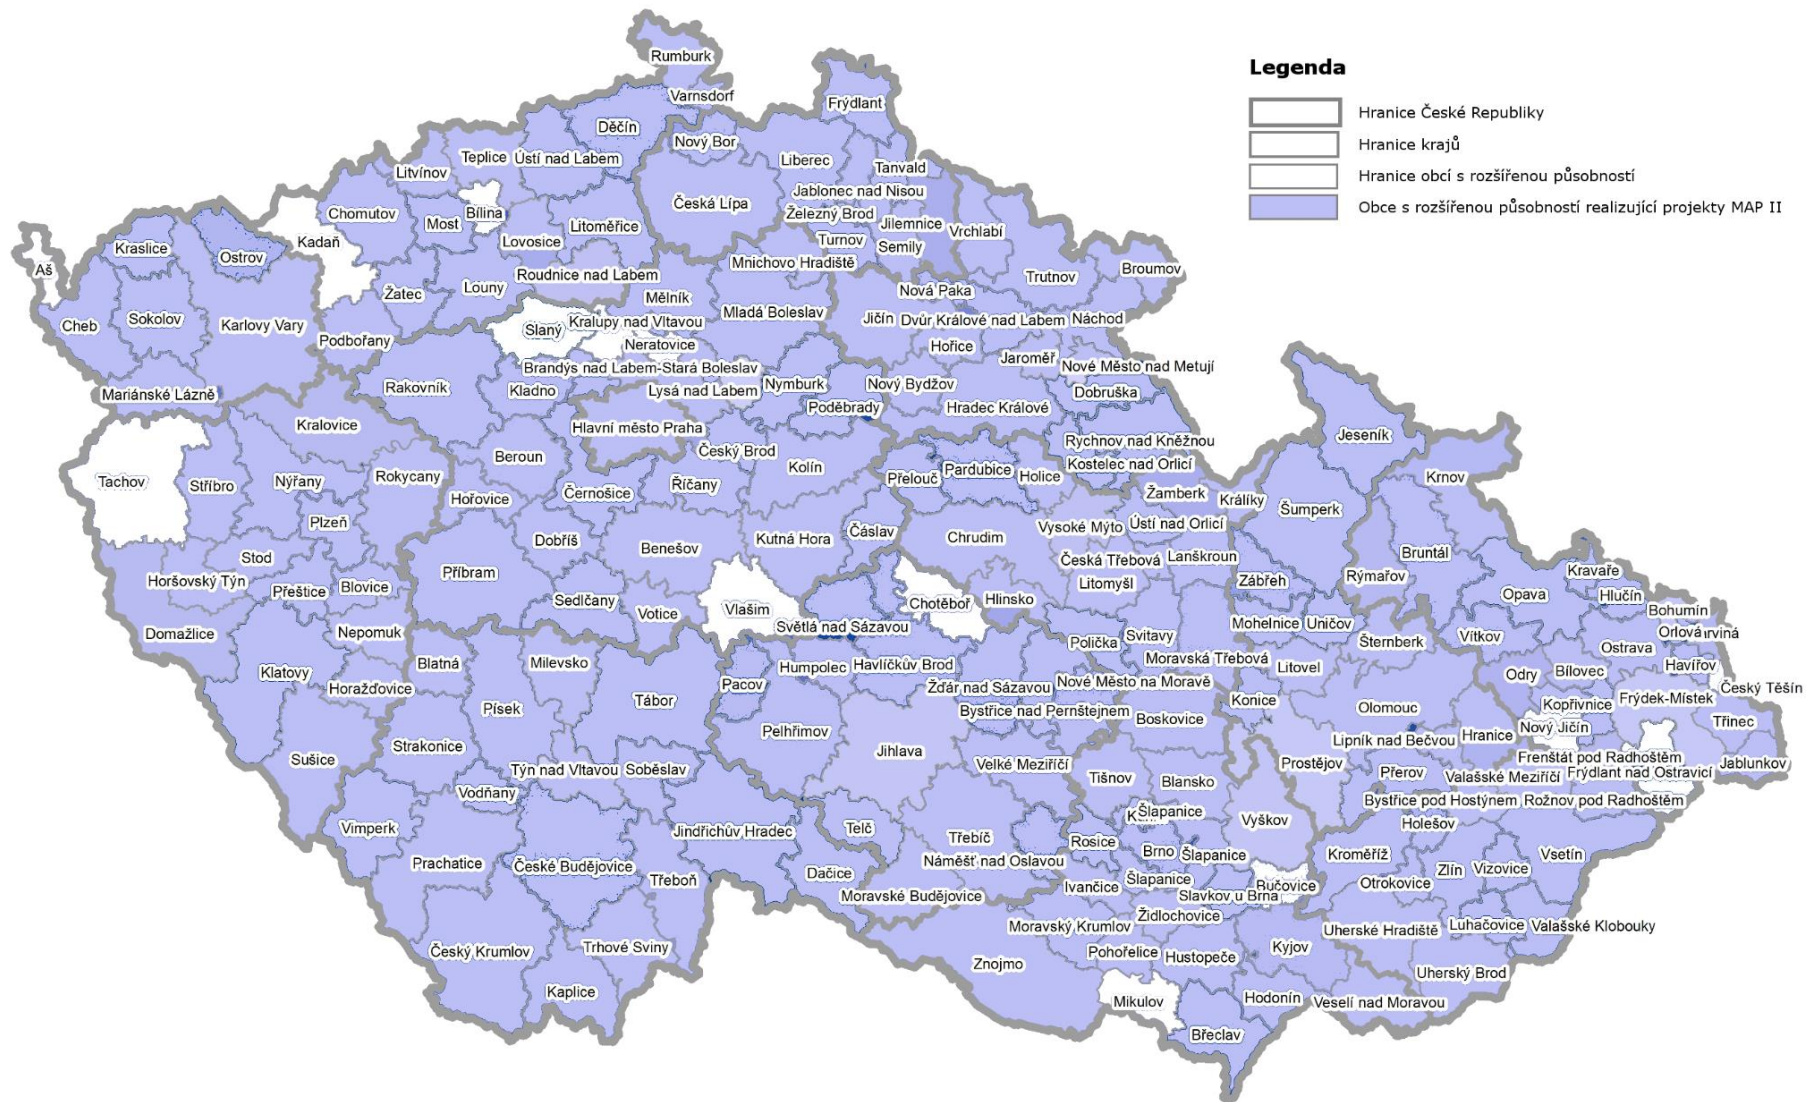 Legenda
Hranice České Republiky
Hranice krajů
Hranice obcí s rozšířenou působností
Obce s rozšířenou působností realizující projekty MAP II
Rumburk
Varnsdorf
Frýdlant
Děčín
Nový Bor
Teplice
Ústí nad Labem
Liberec
Tanvald
Litvínov
Jablonec nad Nisou
Česká Lípa
Chomutov
Most
Bílina
Litoměřice
Železný Brod
Jilemnice
Vrchlabí
Kadaň
Lovosice
Turnov
Semily
Kraslice
Ostrov
Aš
Mnichovo Hradiště
Roudnice nad Labem
Trutnov
Broumov
Žatec
Louny
Mělník
Nová Paka
Cheb
Sokolov
Karlovy Vary
Mladá Boleslav
Jičín
Dvůr Králové nad Labem
Náchod
Podbořany
Slaný
Kralupy nad Vltavou
Neratovice
Hořice
Jaroměř
Nové Město nad Metují
Brandýs nad Labem-Stará Boleslav
Mariánské Lázně
Rakovník
Kladno
Lysá nad Labem
Nymburk
Nový Bydžov
Dobruška
Poděbrady
Hradec Králové
Kralovice
Hlavní město Praha
Rychnov nad Kněžnou
Jeseník
Beroun
Český Brod
Kolín
Pardubice
Kostelec nad Orlicí
Krnov
Tachov
Stříbro
Nýřany
Rokycany
Hořovice
Černošice
Říčany
Přelouč
Holice
Žamberk
Králíky
Šumperk
Plzeň
Dobříš
Benešov
Kutná Hora
Čáslav
Chrudim
Vysoké Mýto
Ústí nad Orlicí
Bruntál
Stod
Česká Třebová
Lanškroun
Horšovský Týn
Přeštice
Blovice
Příbram
Litomyšl
Zábřeh
Rýmařov
Kravaře
Opava
Hlučín
Sedlčany
Votice
Vlašim
Chotěboř
Hlinsko
Bohumín
Domažlice
Nepomuk
Světlá nad Sázavou
Polička
Svitavy
Mohelnice
Uničov
Šternberk
Vítkov
Orlová
Ostrava
Klatovy
Blatná
Milevsko
Humpolec
Havlíčkův Brod
Moravská Třebová
Litovel
Odry
Bílovec
Havířov
Horažďovice
Pacov
Žďár nad Sázavou
Nové Město na Moravě
Český Těšín
Písek
Tábor
Bystřice nad Pernštejnem
Boskovice
Konice
Olomouc
Kopřivnice
Frýdek-Místek
Třinec
Strakonice
Pelhřimov
Jihlava
Lipník nad Bečvou
Hranice
Nový Jičín
Sušice
Týn nad Vltavou
Soběslav
Velké Meziříčí
Tišnov
Blansko
Prostějov
Přerov
Frenštát pod Radhoštěm
Jablunkov
Valašské Meziříčí
Frýdlant nad Ostravicí
Vodňany
Bystřice pod Hostýnem
Rožnov pod Radhoštěm
Vimperk
Jindřichův Hradec
Telč
Třebíč
Šlapanice
Vyškov
Holešov
Rosice
Brno
Šlapanice
Kroměříž
Vsetín
Prachatice
České Budějovice
Třeboň
Dačice
Náměšť nad Oslavou
Ivančice
Šlapanice
Zlín
Vizovice
Moravské Budějovice
Slavkov u Brna
Bučovice
Otrokovice
Moravský Krumlov
Židlochovice
Uherské Hradiště
Luhačovice
Valašské Klobouky
Český Krumlov
Trhové Sviny
Pohořelice
Hustopeče
Kyjov
Znojmo
Uherský Brod
Kaplice
Mikulov
Hodonín
Veselí nad Moravou
Břeclav